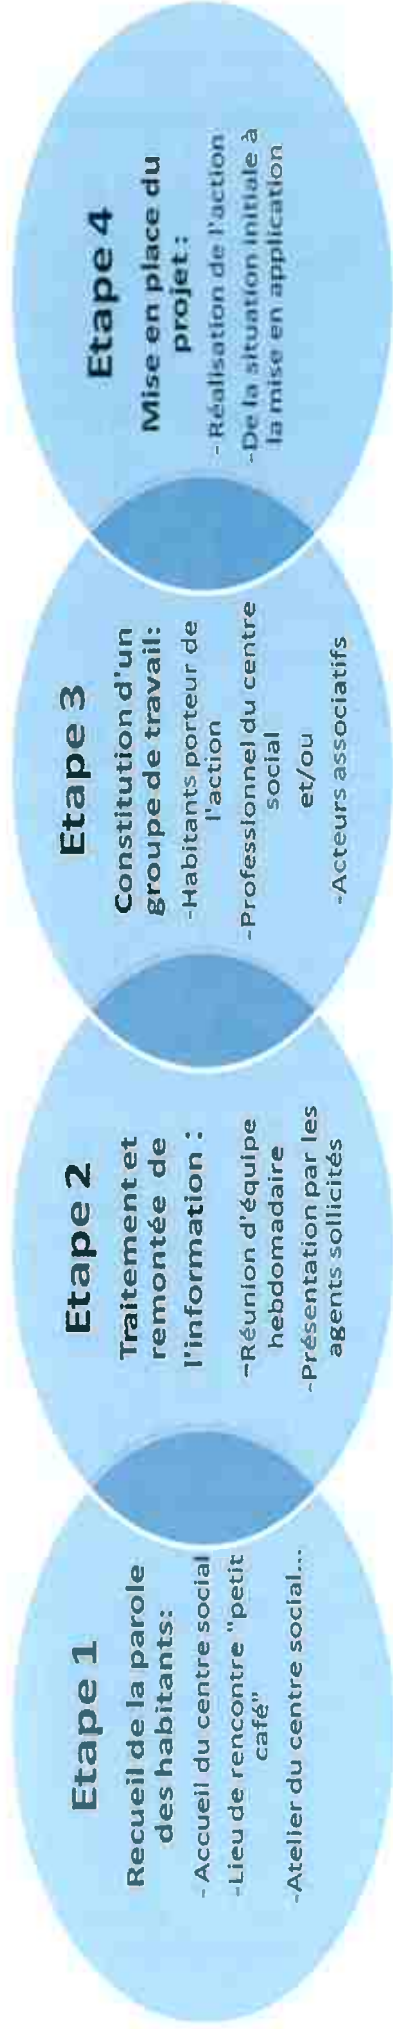 Etape 1
Recueil de la parole
des habitants:
- Accueil du centre social
-Lieu de rencontre "petit
café"
-Atelier du centre social...
Etape 2
Traitement et
remontée de
l'information :
-Réunion d'équipe
hebdomadaire
-Présentation par les
agents sollicités
Etape 3
Constitution d'un
groupe de travail:
-Habitants porteur de
l'action
-Professionnel du centre
social
et/ou
-Acteurs associatifs
Etape 4
Mise en place du
projet :
- Réalisation de l'action
-De la situation initiale à
la mise en application